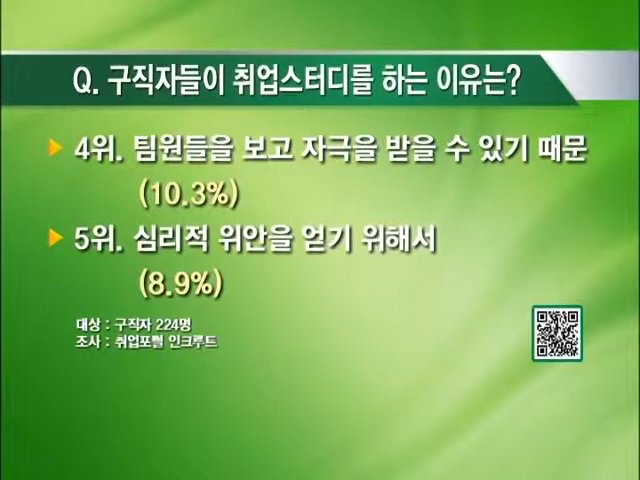 Q. 구직자들이 취업스터디를 하는 이유는?
4위. 팀원들을 보고 자극을 받을 수 있기 때문
(10.3%)
5위. 심리적 위안을 얻기 위해서
(8.9%)
대상 : 구직자 224명
조사 : 취업포털 인크루트